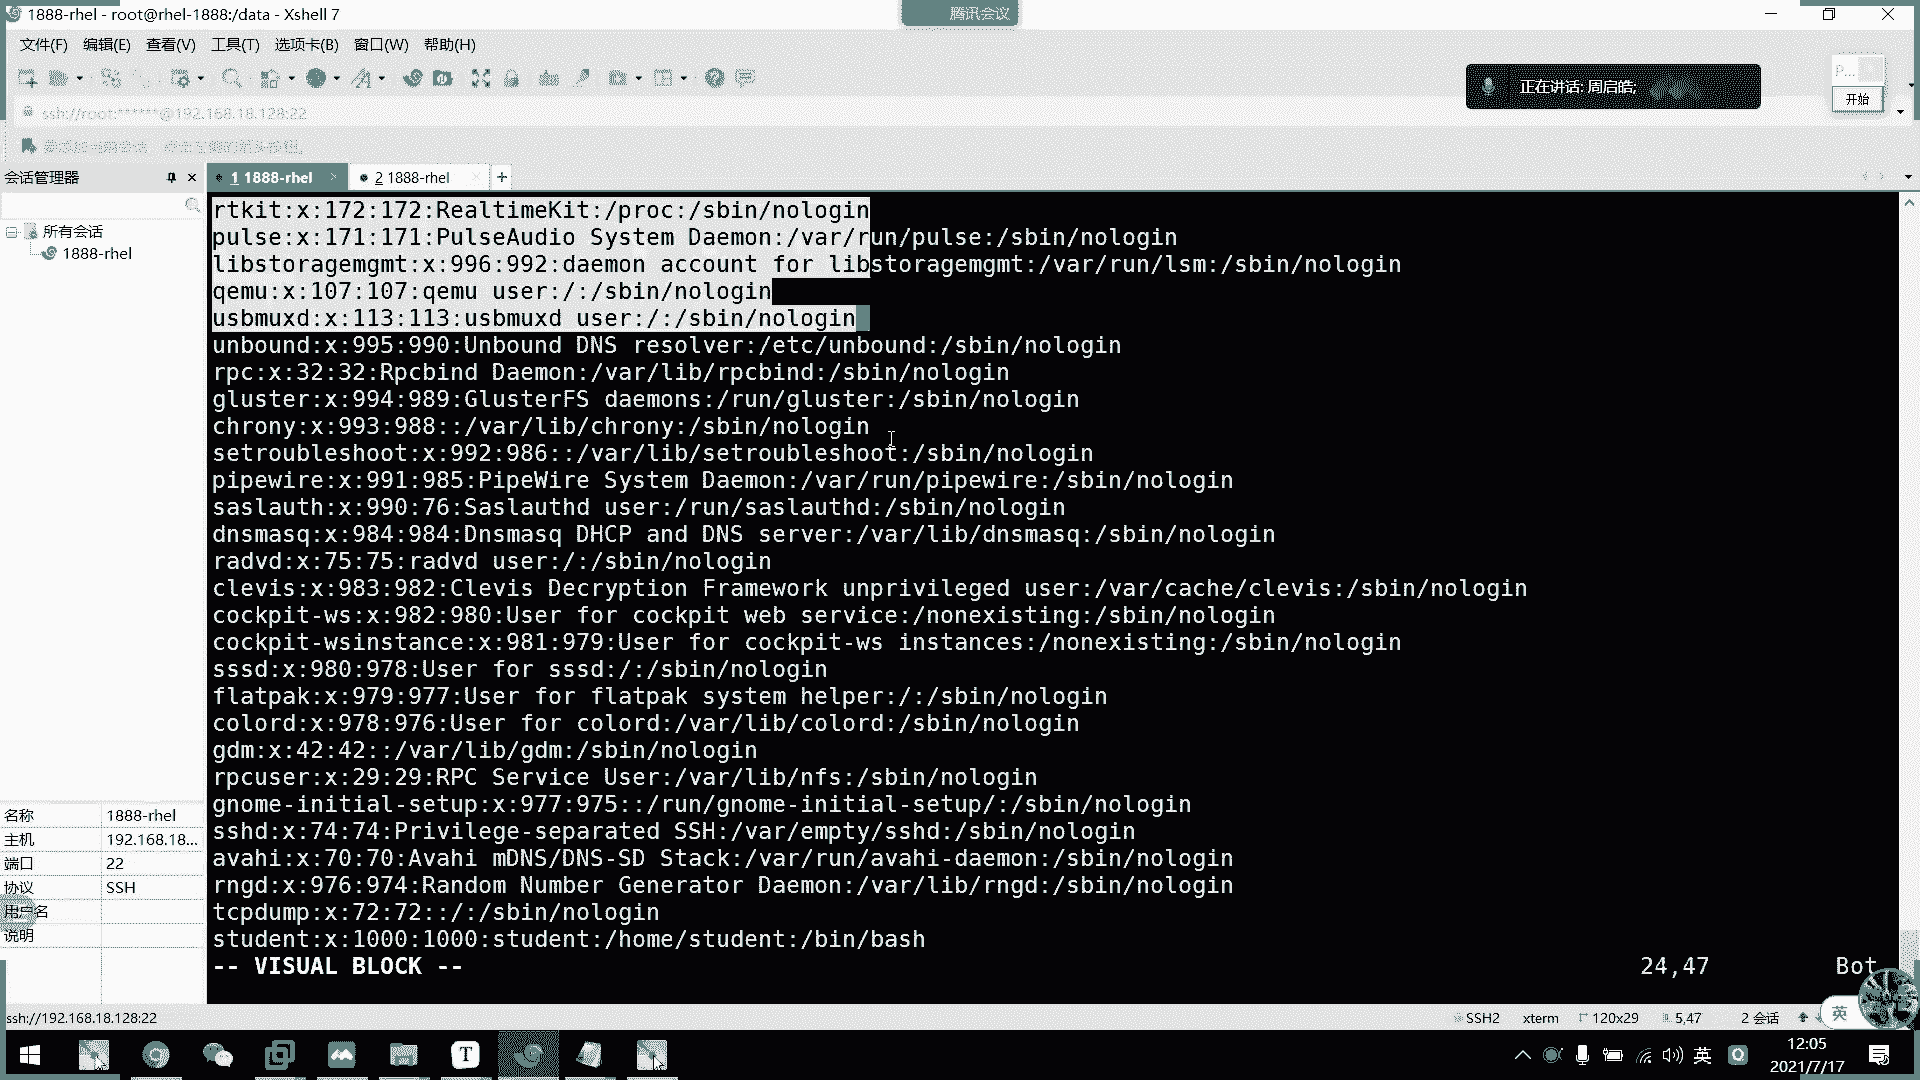 1888-rhel - root@rhel-1888:/data - Xshell 7
腾讯会议
文件(F) 编辑(E) 查看(V) 工具(T) 选项卡(B) 窗口(W) 帮助(H)
正在讲话: 周启皓;
P...
开始
ssh://root:******@192.168.18.128:22
会话管理器
1 1888-rhel
2 1888-rhel
所有会话
1888-rhel
rtkit:x:172:172:RealtimeKit:/proc:/sbin/nologin
pulse:x:171:171:PulseAudio System Daemon:/var/run/pulse:/sbin/nologin
libstoragemgmt:x:996:992:daemon account for libstoragemgmt:/var/run/lsm:/sbin/nologin
qemu:x:107:107:qemu user:/:/sbin/nologin
usbmuxd:x:113:113:usbmuxd user:/:/sbin/nologin
unbound:x:995:990:Unbound DNS resolver:/etc/unbound:/sbin/nologin
rpc:x:32:32:Rpcbind Daemon:/var/lib/rpcbind:/sbin/nologin
gluster:x:994:989:GlusterFS daemons:/run/gluster:/sbin/nologin
chrony:x:993:988::/var/lib/chrony:/sbin/nologin
setroubleshoot:x:992:986::/var/lib/setroubleshoot:/sbin/nologin
pipewire:x:991:985:PipeWire System Daemon:/var/run/pipewire:/sbin/nologin
saslauth:x:990:76:Saslauthd user:/run/saslauthd:/sbin/nologin
dnsmasq:x:984:984:Dnsmasq DHCP and DNS server:/var/lib/dnsmasq:/sbin/nologin
radvd:x:75:75:radvd user:/:/sbin/nologin
clevis:x:983:982:Clevis Decryption Framework unprivileged user:/var/cache/clevis:/sbin/nologin
cockpit-ws:x:982:980:User for cockpit web service:/nonexisting:/sbin/nologin
cockpit-wsinstance:x:981:979:User for cockpit-ws instances:/nonexisting:/sbin/nologin
sssd:x:980:978:User for sssd:/:/sbin/nologin
flatpak:x:979:977:User for flatpak system helper:/:/sbin/nologin
colord:x:978:976:User for colord:/var/lib/colord:/sbin/nologin
gdm:x:42:42::/var/lib/gdm:/sbin/nologin
rpcuser:x:29:29:RPC Service User:/var/lib/nfs:/sbin/nologin
gnome-initial-setup:x:977:975::/run/gnome-initial-setup/:/sbin/nologin
sshd:x:74:74:Privilege-separated SSH:/var/empty/sshd:/sbin/nologin
avahi:x:70:70:Avahi mDNS/DNS-SD Stack:/var/run/avahi-daemon:/sbin/nologin
rngd:x:976:974:Random Number Generator Daemon:/var/lib/rngd:/sbin/nologin
tcpdump:x:72:72::/:/sbin/nologin
student:x:1000:1000:student:/home/student:/bin/bash
-- VISUAL BLOCK -- 24,47 Bot
名称 1888-rhel
主机 192.168.18...
端口 22
协议 SSH
用户名
说明
ssh://192.168.18.128:22
SSH2 xterm 120x29 5,47 2 会话
英
T
英
12:05
2021/7/17